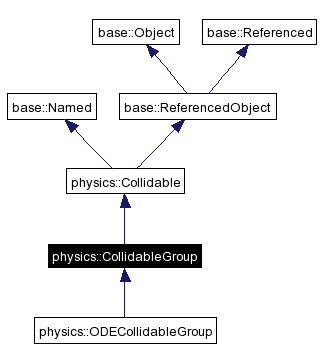 base::Object
base::Referenced
base::Named
base::ReferencedObject
physics::Collidable
physics::CollidableGroup
physics::ODECollidableGroup